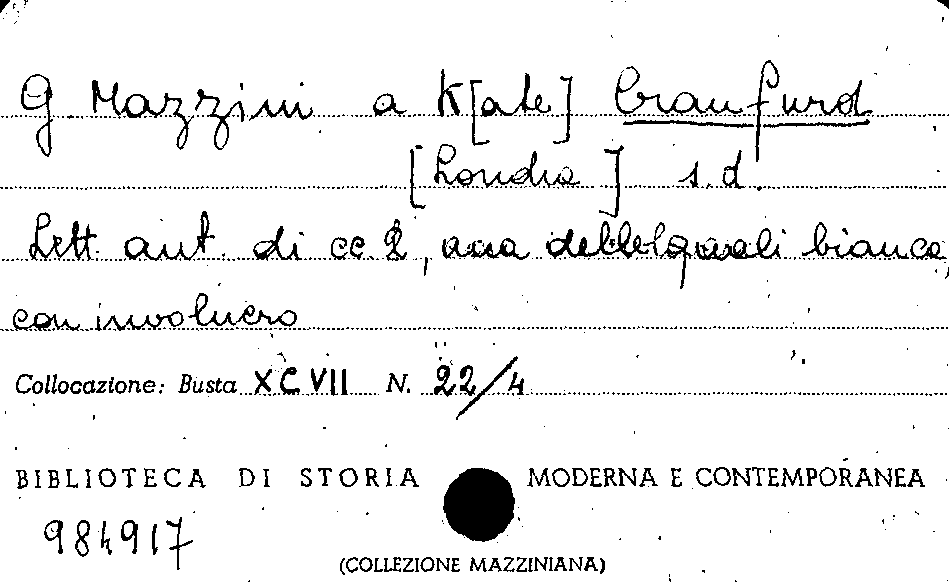 G. Mazzini a K[ate] Craufurd
[Londra] s.d.
Lett. aut. di cc. 2, una delle quali bianca
con involucro
Collocazione: Busta XCVII N. 22/4
BIBLIOTECA DI STORIA MODERNA E CONTEMPORANEA
984917
(COLLEZIONE MAZZINIANA)